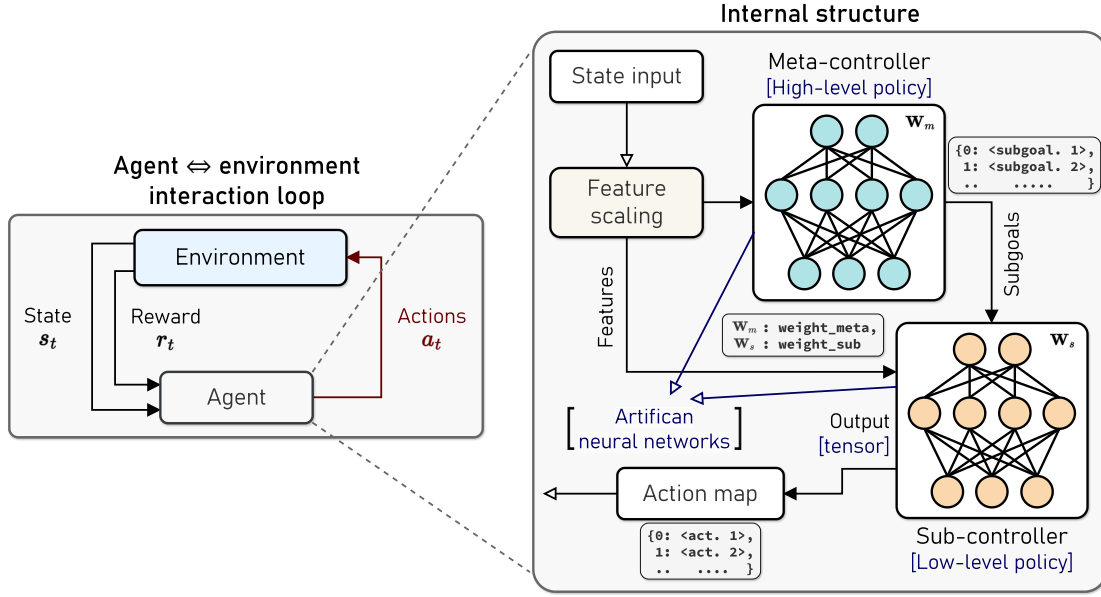 Internal structure
Agent ⇔ environment
interaction loop
Environment
State
s_t
Reward
r_t
Actions
a_t
Agent
State input
Feature
scaling
Features
Meta-controller
[High-level policy]
W_m
{0: <subgoal. 1>,
1: <subgoal. 2>,
.. ..... }
Subgoals
W_m : weight_meta,
W_s : weight_sub
W_s
[Artifican
neural networks]
Output
[tensor]
Action map
{0: <act. 1>,
1: <act. 2>,
.. .... }
Sub-controller
[Low-level policy]